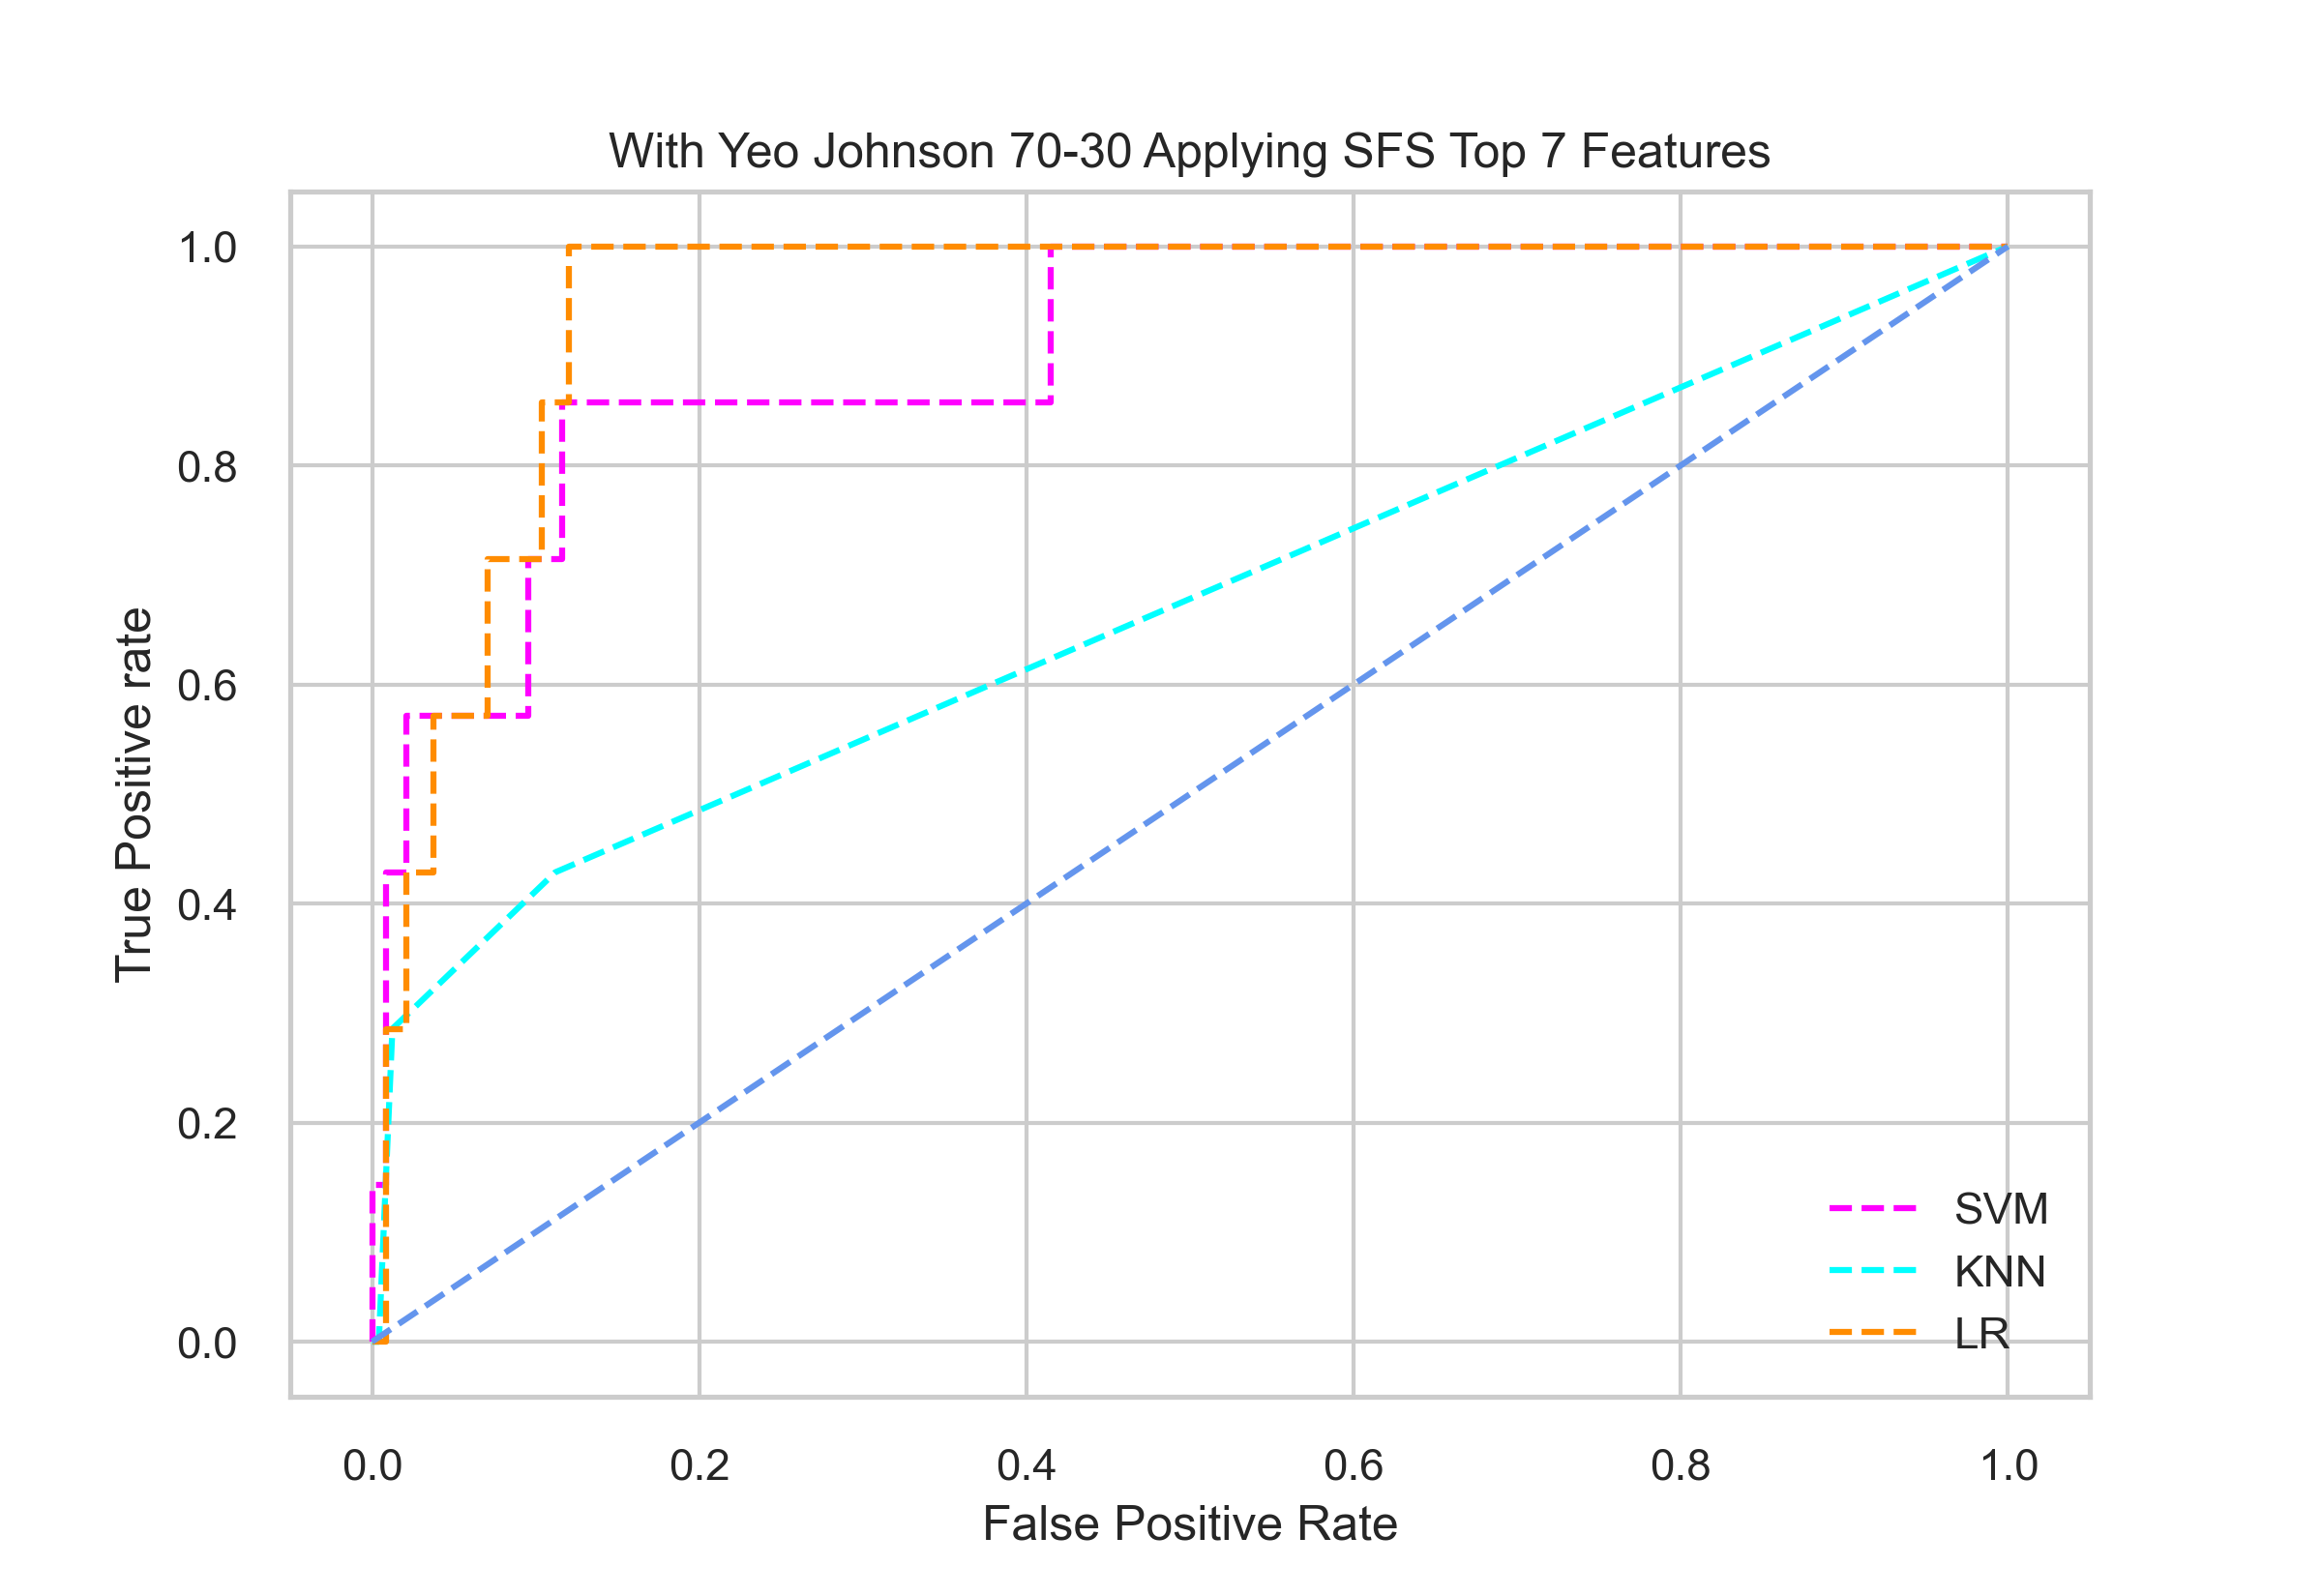 With Yeo Johnson 70-30 Applying SFS Top 7 Features
1.0
0.8
0.6
0.4
0.2
0.0
True Positive rate
SVM
KNN
LR
0.0 0.2 0.4 0.6 0.8 1.0
False Positive Rate